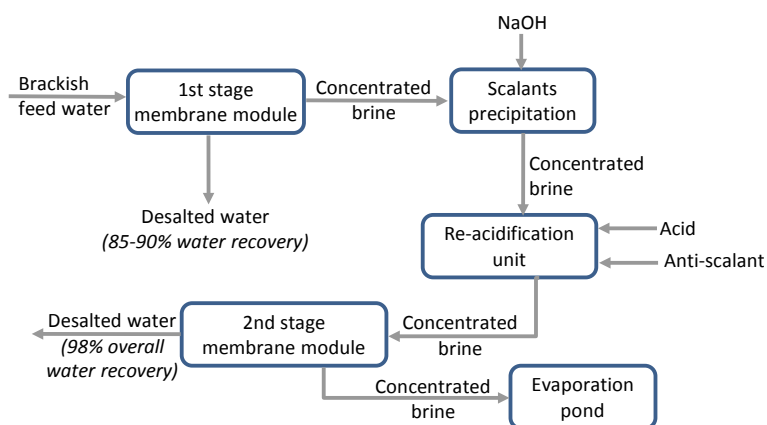 NaOH
Brackish
feed water
1st stage
membrane module
Concentrated
brine
Scalants
precipitation
Desalted water
(85-90% water recovery)
Concentrated
brine
Re-acidification
unit
Acid
Anti-scalant
Desalted water
(98% overall
water recovery)
2nd stage
membrane module
Concentrated
brine
Concentrated
brine
Evaporation
pond